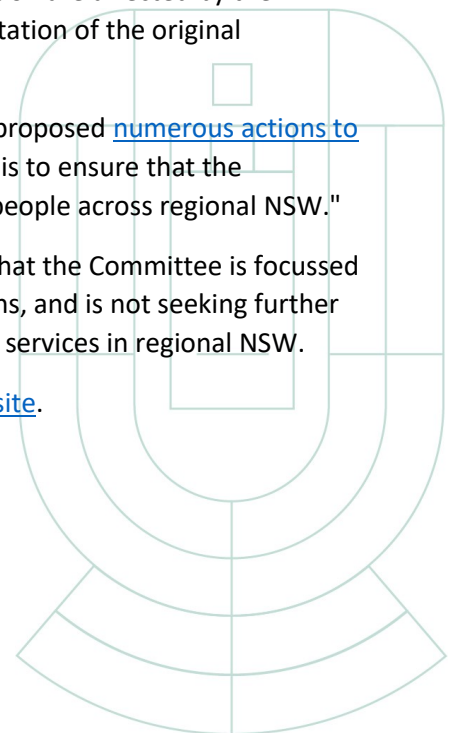 tation of the original
proposed numerous actions to
is to ensure that the
people across regional NSW."
hat the Committee is focussed
ns, and is not seeking further
services in regional NSW.
site.